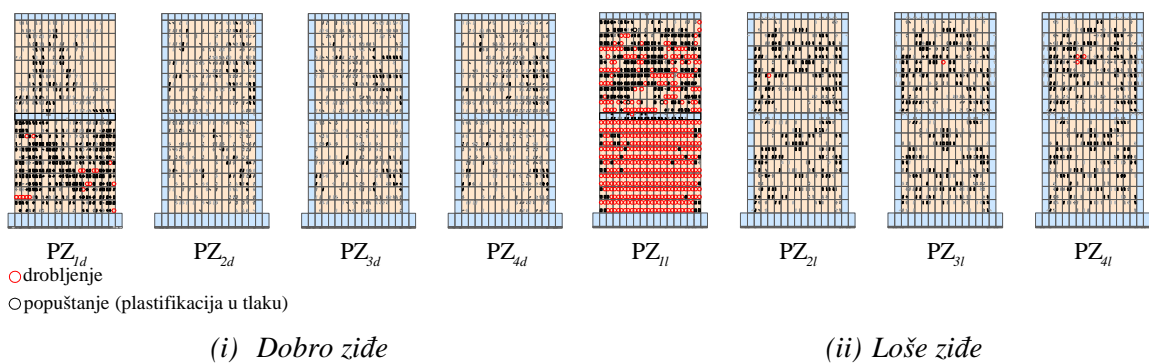 PZ1d PZ2d PZ3d PZ4d PZ1l PZ2l PZ3l PZ4l
drobljenje
popuštanje (plastifikacija u tlaku)
(i) Dobro ziđe (ii) Loše ziđe